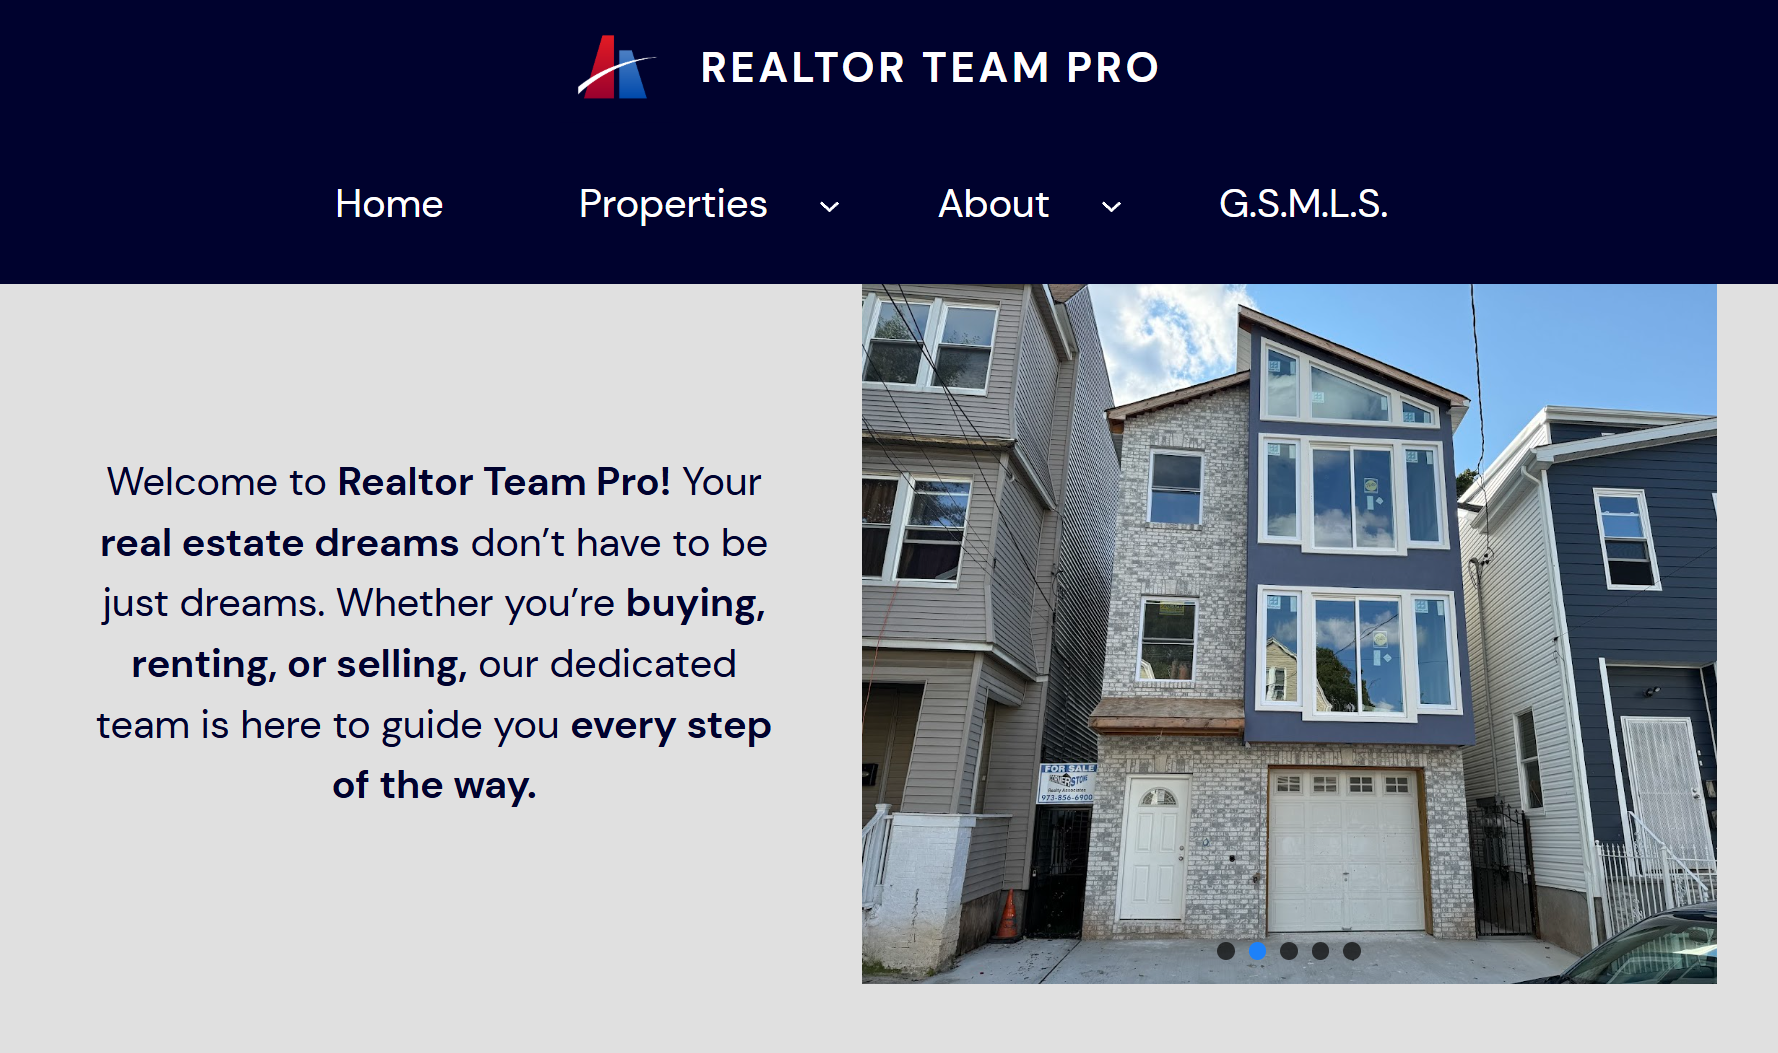 REALTOR TEAM PRO
Home Properties About G.S.M.L.S.
Welcome to Realtor Team Pro! Your
real estate dreams don’t have to be
just dreams. Whether you’re buying,
renting, or selling, our dedicated
team is here to guide you every step
of the way.
FOR SALE
Realty Associates
973-856-6900